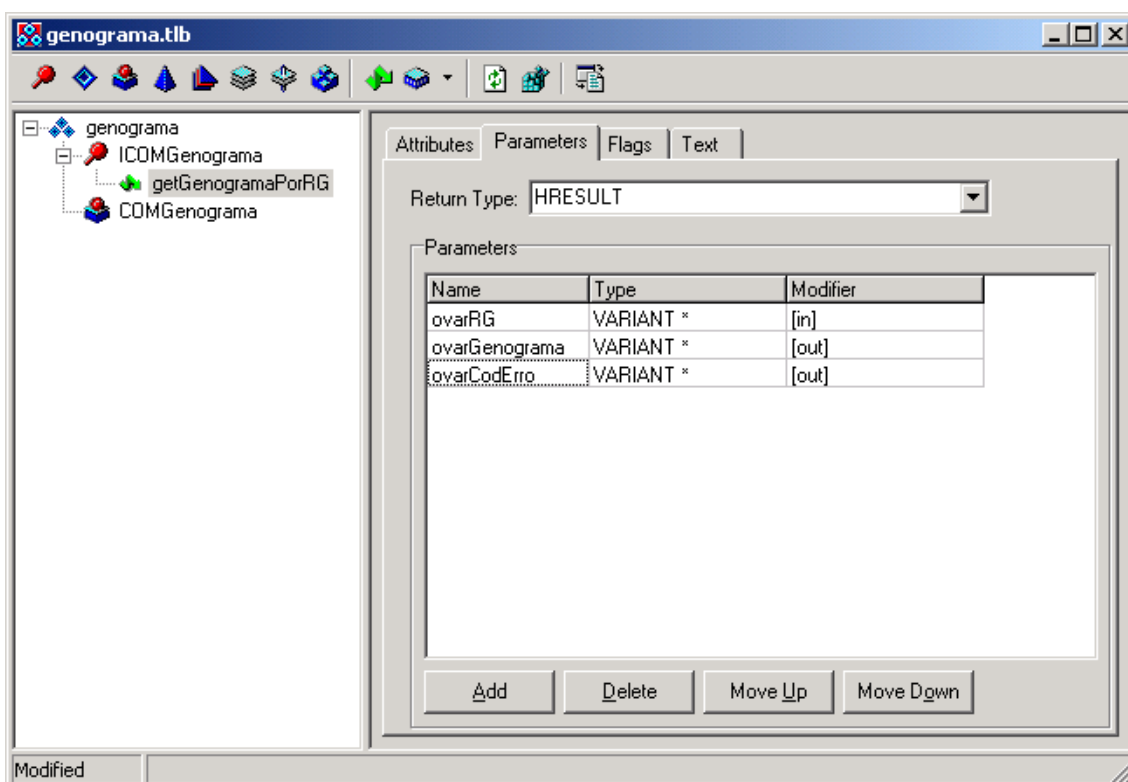 genograma.tlb
genograma
ICOMGenograma
getGenogramaPorRG
COMGenograma
Attributes Parameters Flags Text
Return Type: HRESULT
Parameters
Name Type Modifier
ovarRG VARIANT * [in]
ovarGenograma VARIANT * [out]
ovarCodErro VARIANT * [out]
Add Delete Move Up Move Down
Modified